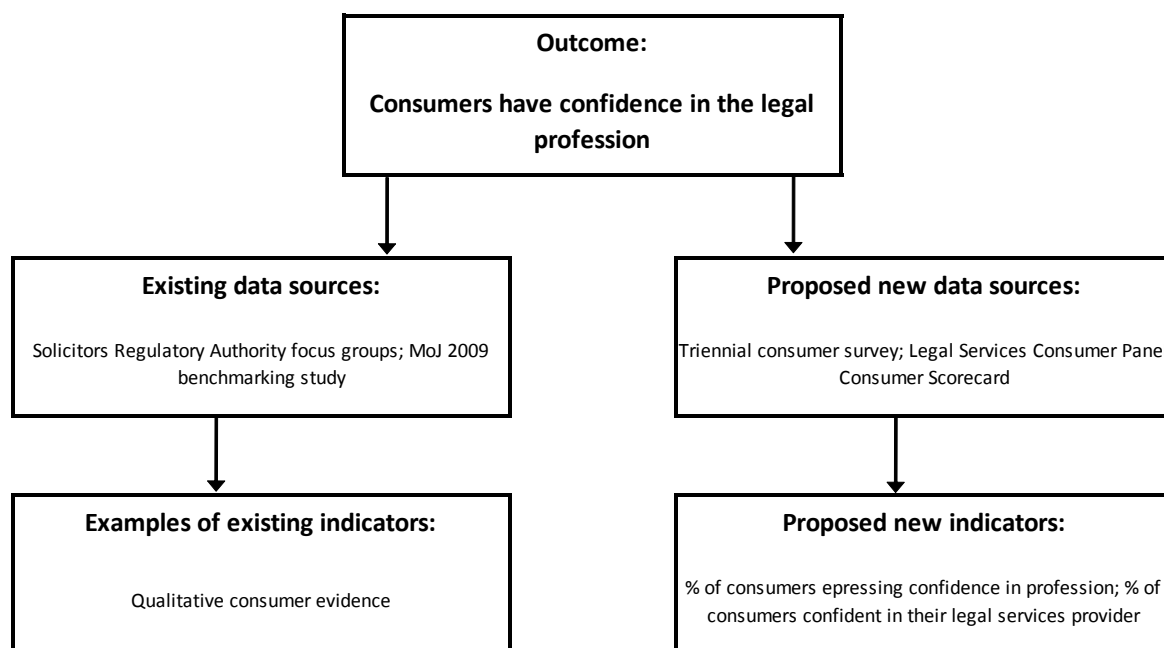 Outcome:
Consumers have confidence in the legal
profession
Existing data sources:
Solicitors Regulatory Authority focus groups; MoJ 2009
benchmarking study
Proposed new data sources:
Triennial consumer survey; Legal Services Consumer Pane
Consumer Scorecard
Examples of existing indicators:
Qualitative consumer evidence
Proposed new indicators:
% of consumers epressing confidence in profession; % of
consumers confident in their legal services provider